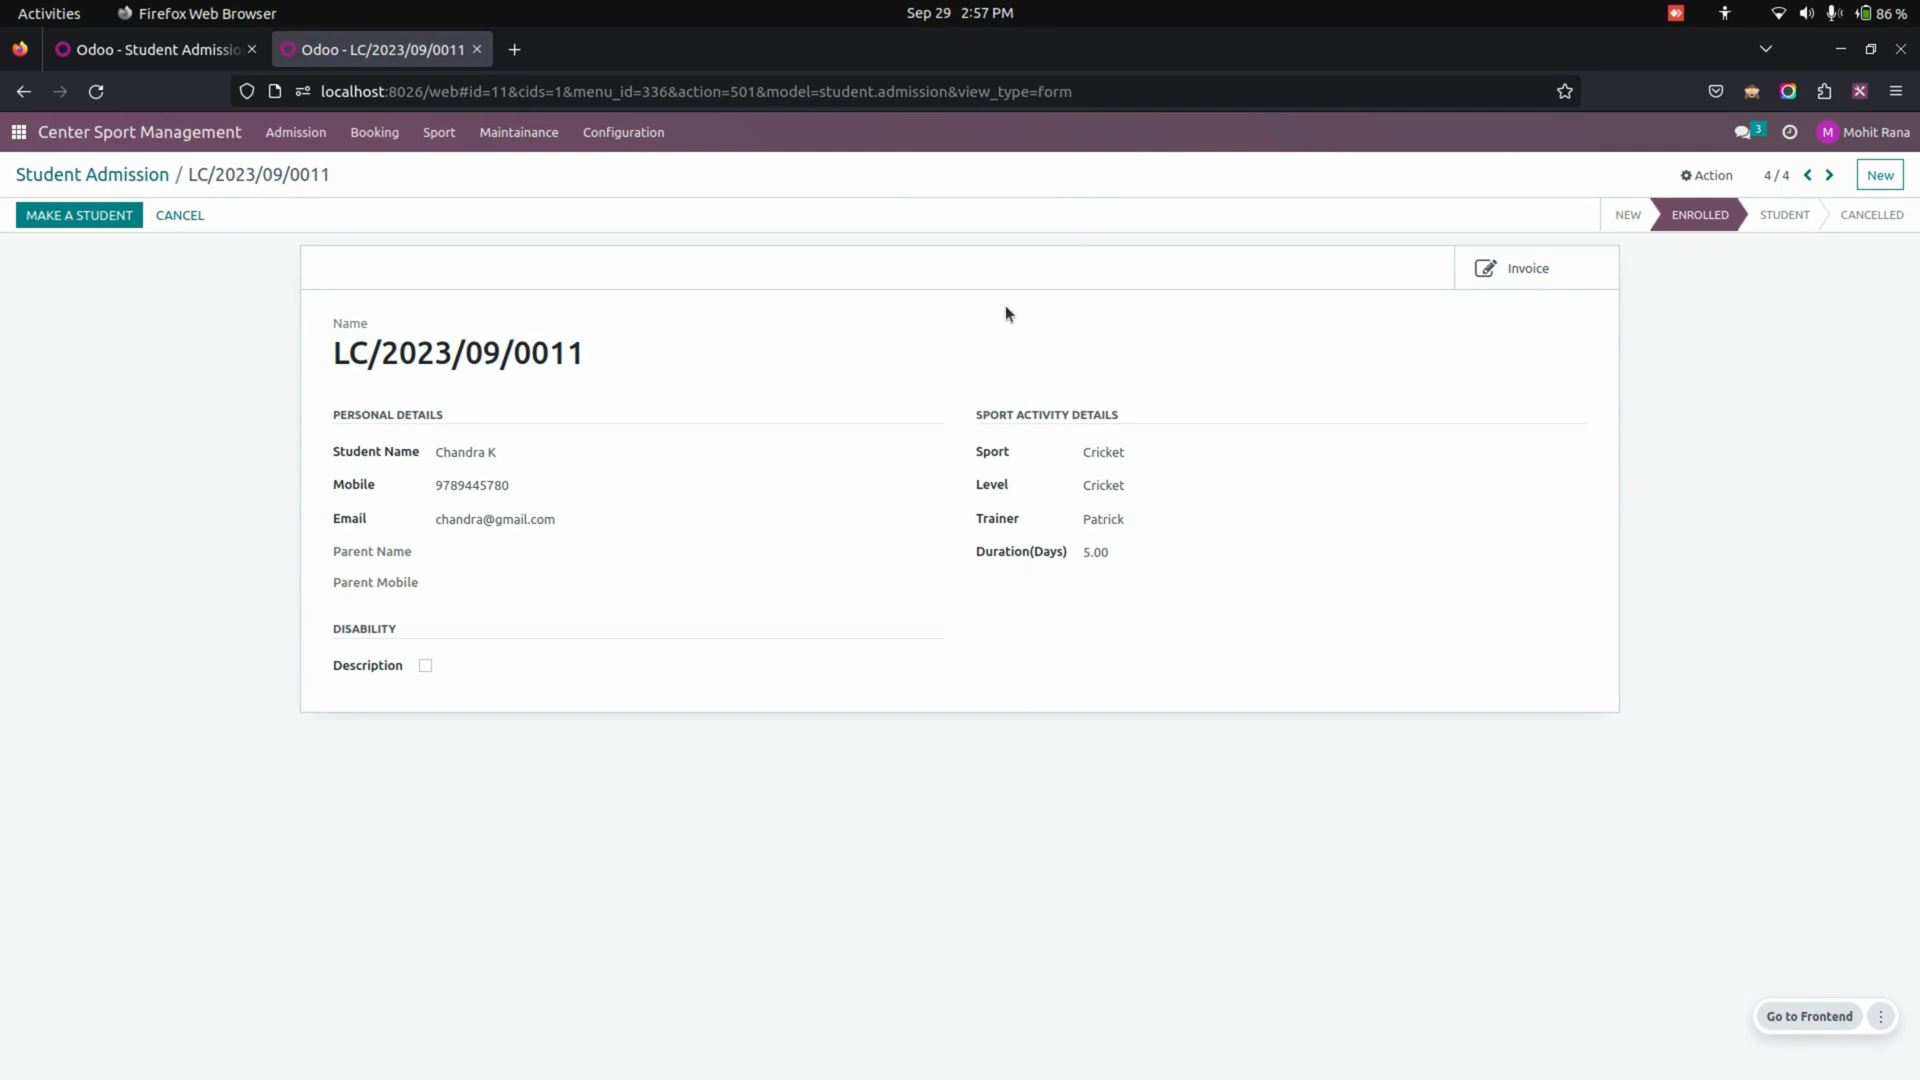 Activities Firefox Web Browser Sep 29 2:57 PM 86 %
Odoo - Student Admissio Odoo - LC/2023/09/0011
localhost:8026/web#id=11&cids=1&menu_id=336&action=501&model=student.admission&view_type=form
Center Sport Management Admission Booking Sport Maintainance Configuration 3 M Mohit Rana
Student Admission / LC/2023/09/0011 Action 4 / 4 New
MAKE A STUDENT CANCEL NEW ENROLLED STUDENT CANCELLED
Invoice
Name
LC/2023/09/0011
PERSONAL DETAILS
Student Name Chandra K
Mobile 9789445780
Email chandra@gmail.com
Parent Name
Parent Mobile
DISABILITY
Description
SPORT ACTIVITY DETAILS
Sport Cricket
Level Cricket
Trainer Patrick
Duration(Days) 5.00
Go to Frontend